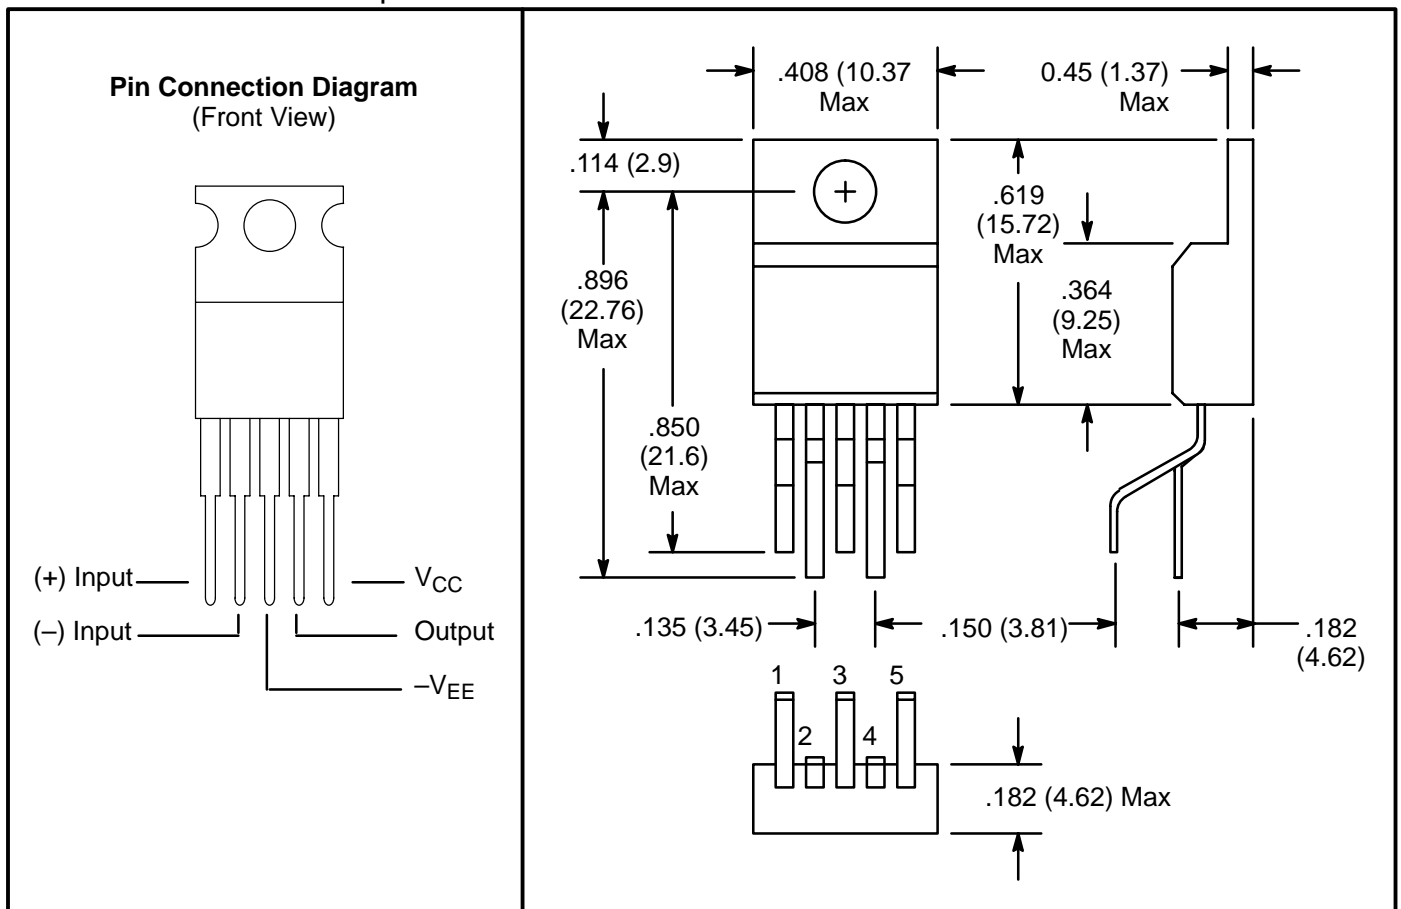 Pin Connection Diagram
(Front View)
(+) Input
(–) Input
VCC
Output
–VEE
.408 (10.37
Max
0.45 (1.37)
Max
.114 (2.9)
.619
(15.72)
Max
.896
(22.76)
Max
.364
(9.25)
Max
.850
(21.6)
Max
.135 (3.45)
.150 (3.81)
.182
(4.62)
1 3 5
2 4
.182 (4.62) Max